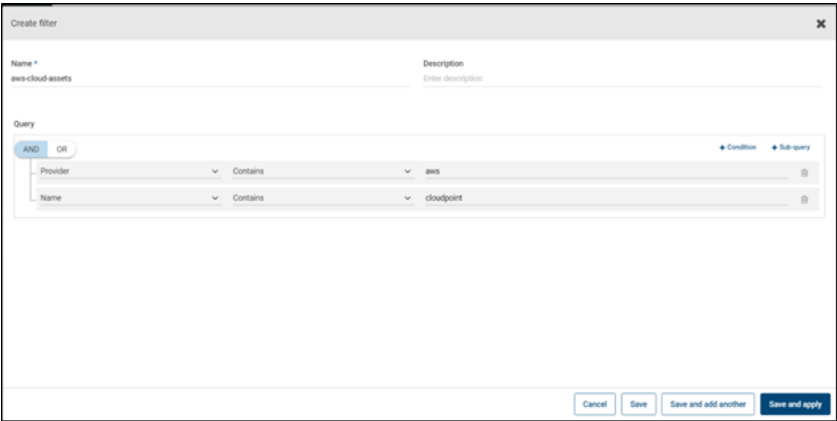 Create filter
Name *
Description
aws-cloud-assets
Enter description
Query
AND OR
+ Condition + Sub-query
Provider Contains aws
Name Contains cloudpoint
Cancel Save Save and add another Save and apply